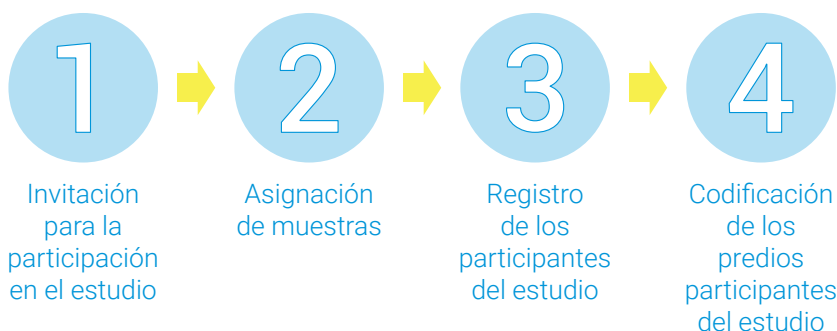 1
Invitación
para la
participación
en el estudio
2
Asignación
de muestras
3
Registro
de los
participantes
del estudio
4
Codificación
de los
predios
participantes
del estudio